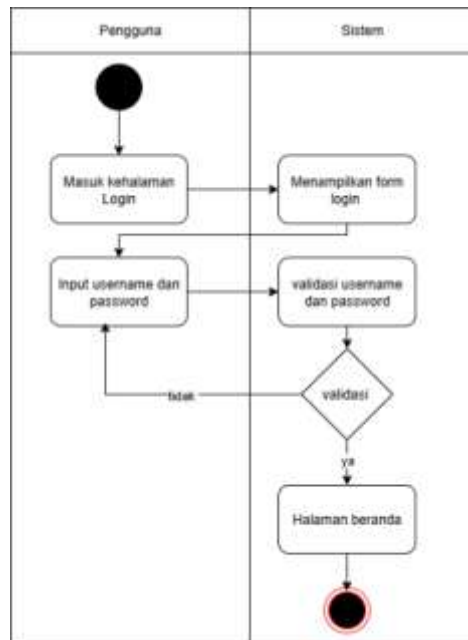 Pengguna
Sistem
Masuk kehalaman
Login
Menampilkan form
login
Input username dan
password
validasi username
dan password
validasi
tidak
ya
Halaman beranda